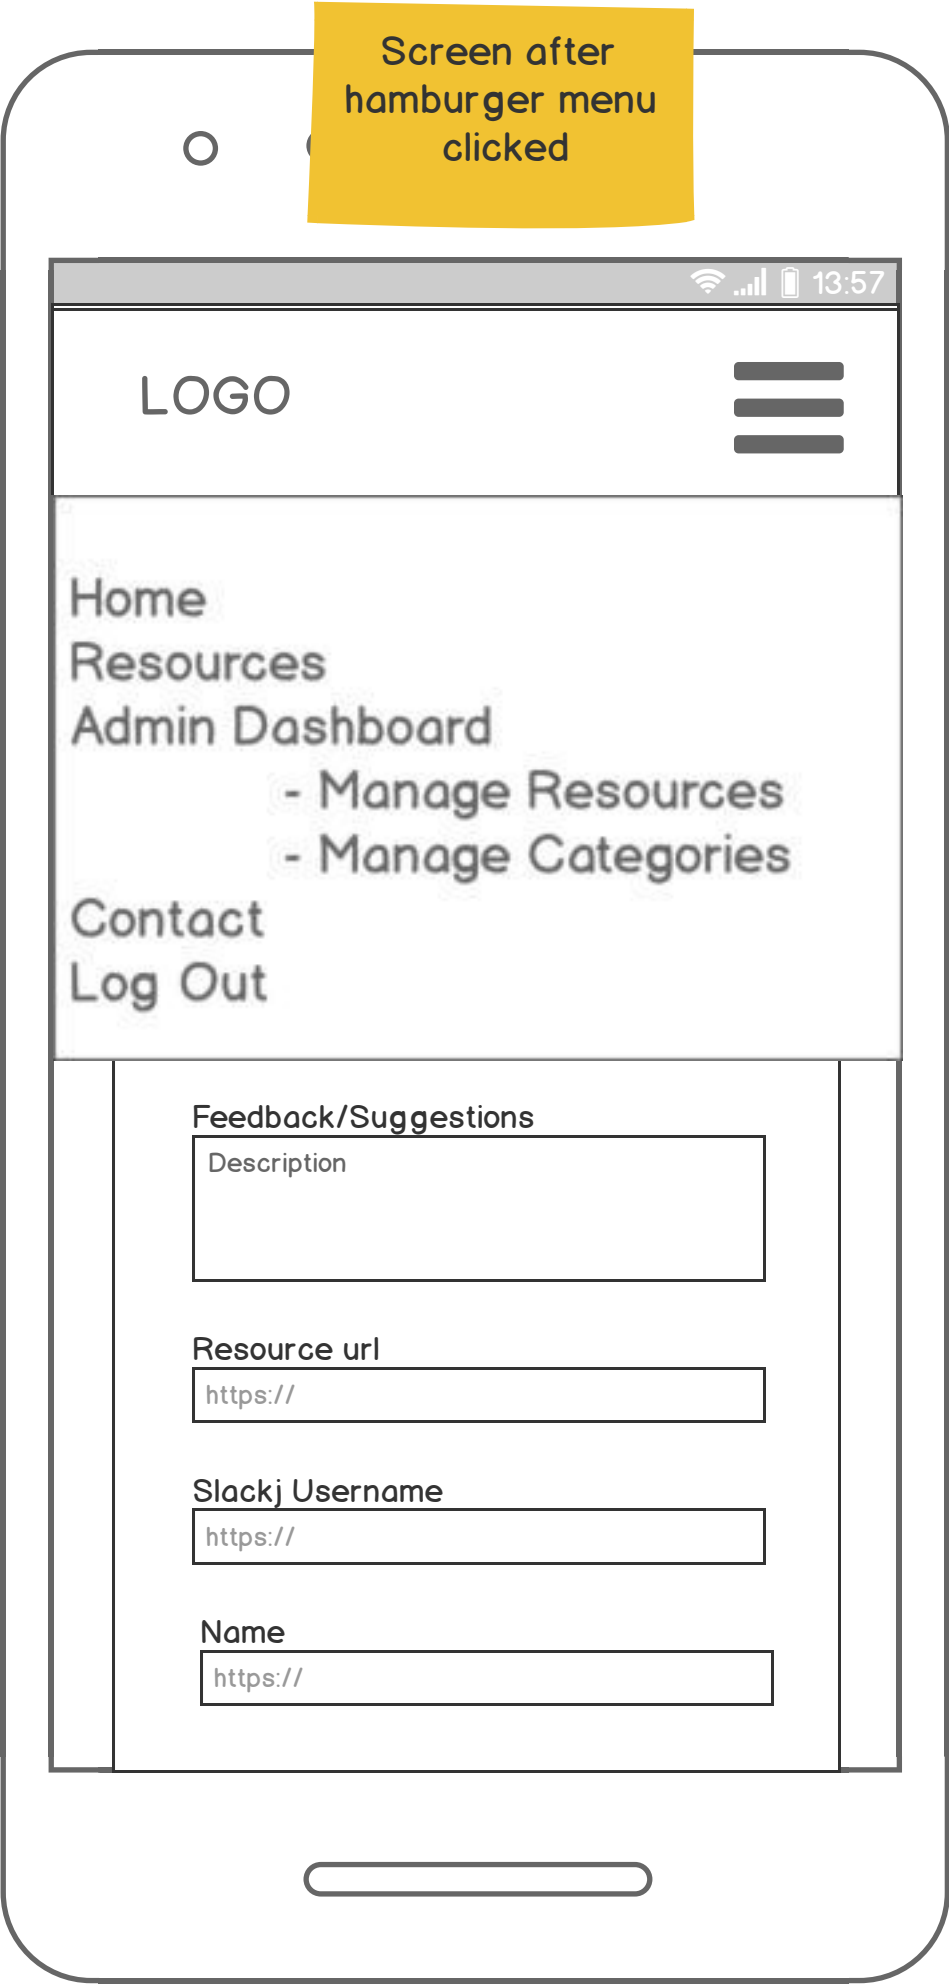 Screen after
hamburger menu
clicked
13:57
LOGO
Home
Resources
Admin Dashboard
- Manage Resources
- Manage Categories
Contact
Log Out
Feedback/Suggestions
Description
Resource url
https://
Slackj Username
https://
Name
https://